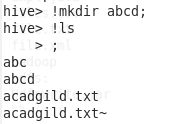 hive> !mkdir abcd;
hive> !ls
    > ;
abc
abcd
acadgild.txt
acadgild.txt~